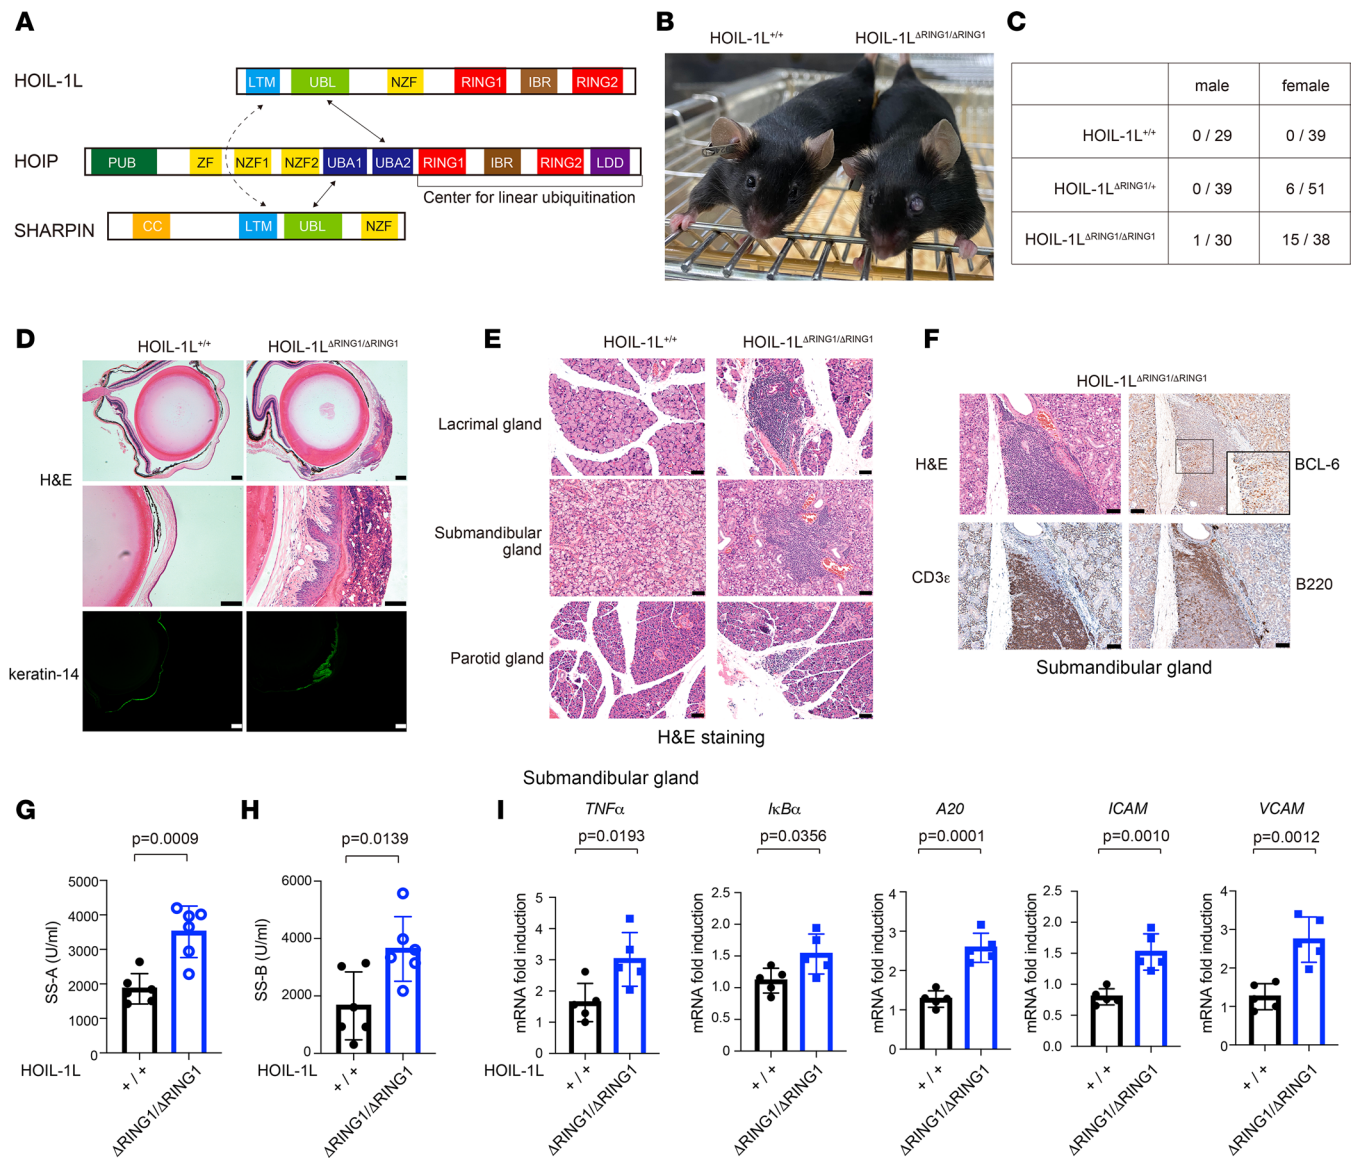 A
HOIL-1L
LTM UBL NZF RING1 IBR RING2
HOIP
PUB ZF NZF1 NZF2 UBA1 UBA2 RING1 IBR RING2 LDD
Center for linear ubiquitination
SHARPIN
CC LTM UBL NZF
B
HOIL-1L+/+ HOIL-1LΔRING1/ΔRING1
C
male female
HOIL-1L+/+ 0 / 29 0 / 39
HOIL-1LΔRING1/+ 0 / 39 6 / 51
HOIL-1LΔRING1/ΔRING1 1 / 30 15 / 38
D
HOIL-1L+/+ HOIL-1LΔRING1/ΔRING1
H&E
keratin-14
E
HOIL-1L+/+ HOIL-1LΔRING1/ΔRING1
Lacrimal gland
Submandibular
gland
Parotid gland
H&E staining
F
HOIL-1LΔRING1/ΔRING1
H&E BCL-6
CD3ε B220
Submandibular gland
G
p=0.0009
SS-A (U/ml)
5000
4000
3000
2000
1000
0
HOIL-1L + / + ΔRING1/ΔRING1
H
p=0.0139
SS-B (U/ml)
6000
4000
2000
0
HOIL-1L + / + ΔRING1/ΔRING1
Submandibular gland
I
TNFα
p=0.0193
mRNA fold induction
5
4
3
2
1
0
HOIL-1L + / + ΔRING1/ΔRING1
IκBα
p=0.0356
mRNA fold induction
2.5
2.0
1.5
1.0
0.5
0
+ / + ΔRING1/ΔRING1
A20
p=0.0001
mRNA fold induction
4
3
2
1
0
+ / + ΔRING1/ΔRING1
ICAM
p=0.0010
mRNA fold induction
2.5
2.0
1.5
1.0
0.5
0.0
+ / + ΔRING1/ΔRING1
VCAM
p=0.0012
mRNA fold induction
4
3
2
1
0
+ / + ΔRING1/ΔRING1